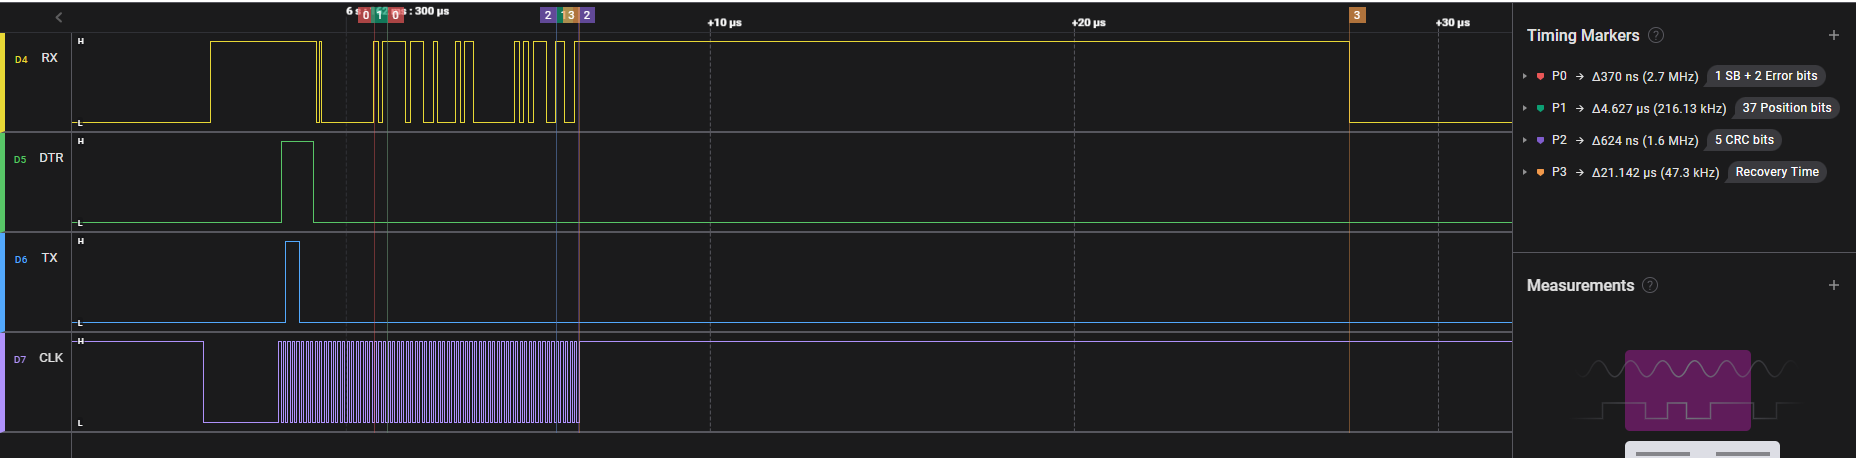 6 s : 300 µs
0 1 0
2 1 3 2
+10 µs
+20 µs
3
+30 µs
D4 RX
H
L
D5 DTR
H
L
D6 TX
H
L
D7 CLK
H
L
Timing Markers ? +
P0 → Δ370 ns (2.7 MHz) 1 SB + 2 Error bits
P1 → Δ4.627 µs (216.13 kHz) 37 Position bits
P2 → Δ624 ns (1.6 MHz) 5 CRC bits
P3 → Δ21.142 µs (47.3 kHz) Recovery Time
Measurements ? +